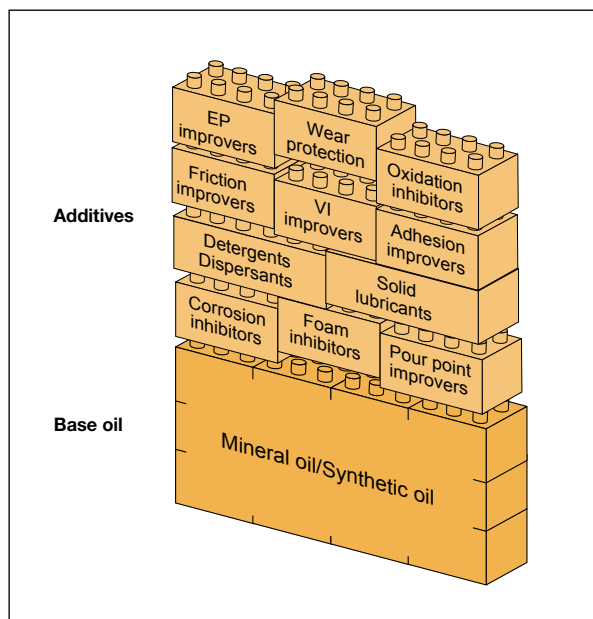 EP
improvers
Wear
protection
Oxidation
inhibitors
Friction
improvers
VI
improvers
Adhesion
improvers
Additives
Detergents
Dispersants
Solid
lubricants
Corrosion
inhibitors
Foam
inhibitors
Pour point
improvers
Base oil
Mineral oil/Synthetic oil